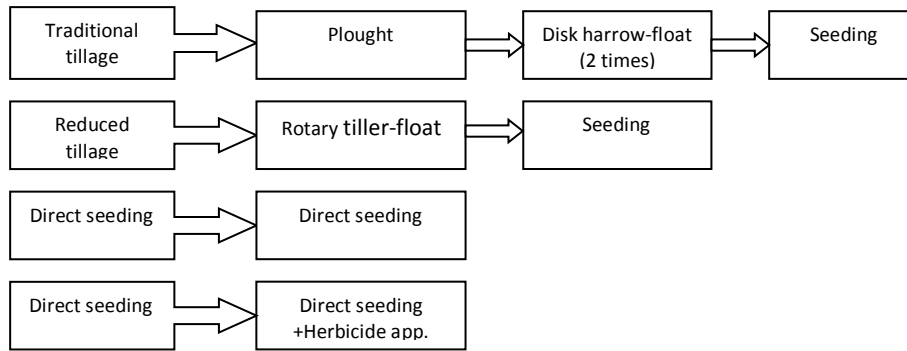 Traditional
tillage
Plought
Disk harrow-float
(2 times)
Seeding
Reduced
tillage
Rotary tiller-float
Seeding
Direct seeding
Direct seeding
Direct seeding
Direct seeding
+Herbicide app.